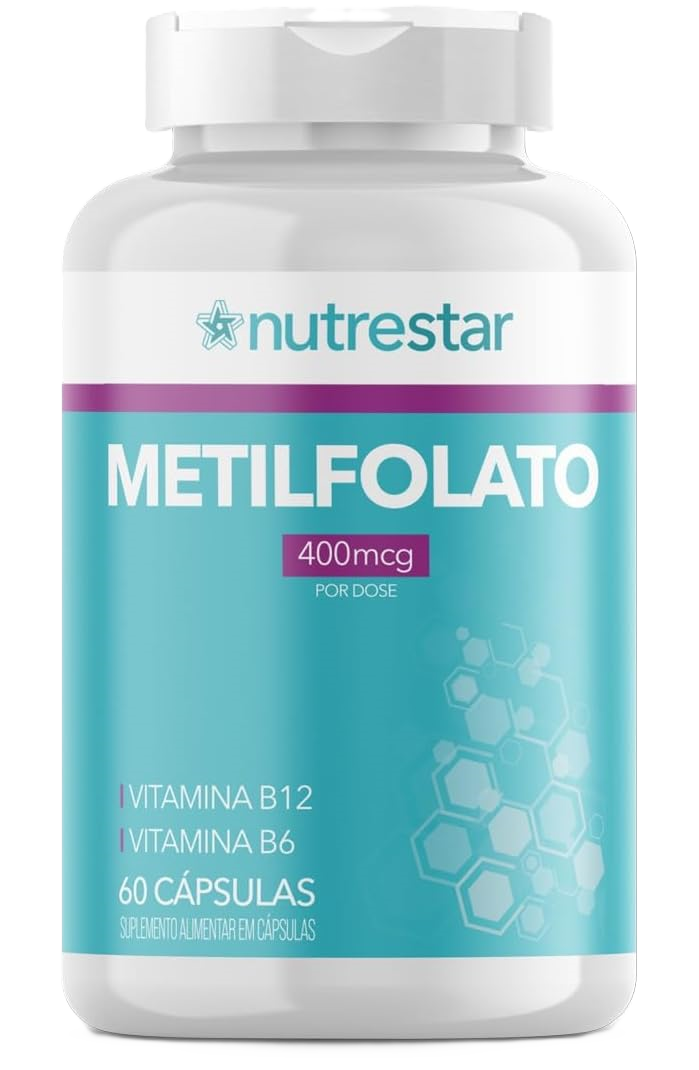 nutrestar
METILFOLATO
400mcg
POR DOSE
VITAMINA B12
VITAMINA B6
60 CÁPSULAS
SUPLEMENTO ALIMENTAR EM CÁPSULAS